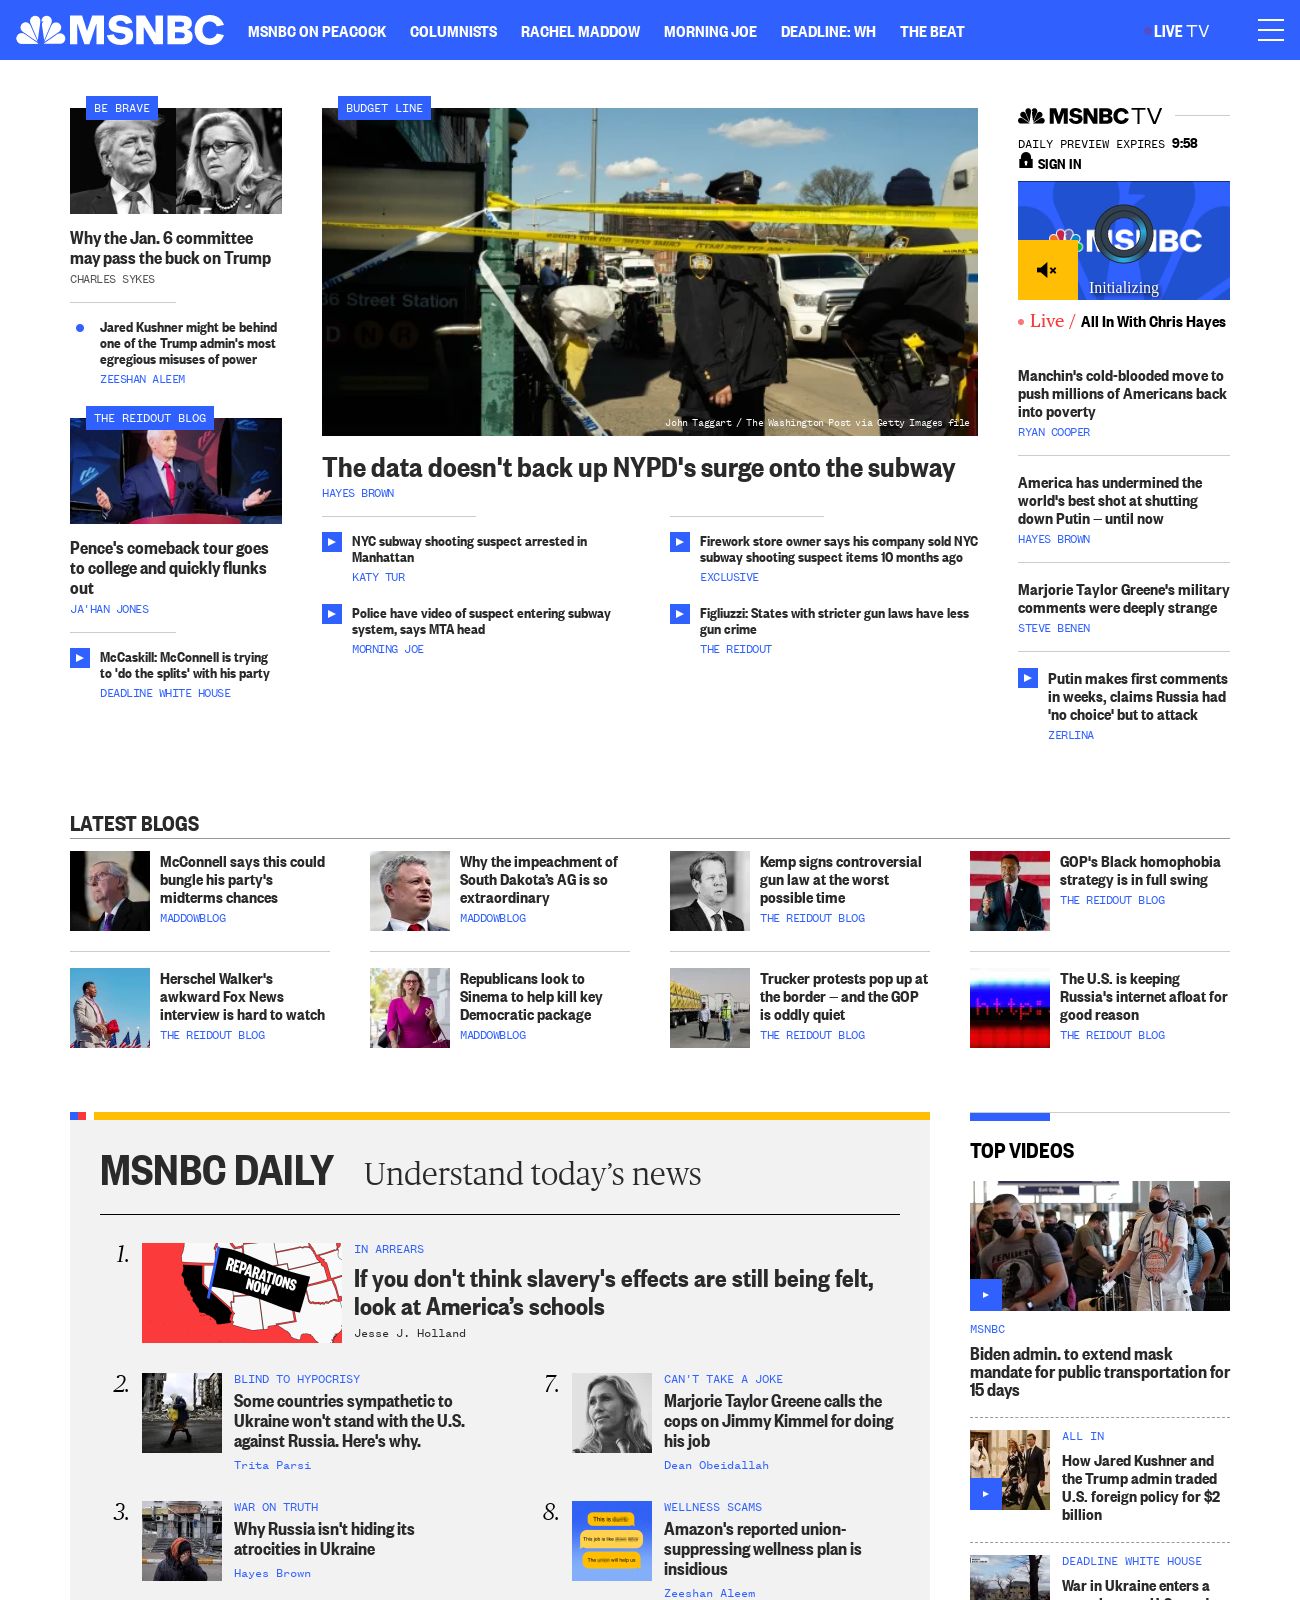 MSNBC
MSNBC ON PEACOCK
COLUMNISTS
RACHEL MADDOW
MORNING JOE
DEADLINE: WH
THE BEAT
LIVE TV
BE BRAVE
Why the Jan. 6 committee
may pass the buck on Trump
CHARLES SYKES
Jared Kushner might be behind
one of the Trump admin's most
egregious misuses of power
ZEESHAN ALEEM
THE REIDOUT BLOG
Pence's comeback tour goes
to college and quickly flunks
out
JA'HAN JONES
McCaskill: McConnell is trying
to 'do the splits' with his party
DEADLINE WHITE HOUSE
BUDGET LINE
36 Street Station
D N R
John Taggart / The Washington Post via Getty Images file
The data doesn't back up NYPD's surge onto the subway
HAYES BROWN
NYC subway shooting suspect arrested in
Manhattan
KATY TUR
Police have video of suspect entering subway
system, says MTA head
MORNING JOE
Firework store owner says his company sold NYC
subway shooting suspect items 10 months ago
EXCLUSIVE
Figliuzzi: States with stricter gun laws have less
gun crime
THE REIDOUT
MSNBC TV
DAILY PREVIEW EXPIRES 9:58
SIGN IN
MSNBC
Initializing
Live / All In With Chris Hayes
Manchin's cold-blooded move to
push millions of Americans back
into poverty
RYAN COOPER
America has undermined the
world's best shot at shutting
down Putin — until now
HAYES BROWN
Marjorie Taylor Greene's military
comments were deeply strange
STEVE BENEN
Putin makes first comments
in weeks, claims Russia had
'no choice' but to attack
ZERLINA
LATEST BLOGS
McConnell says this could
bungle his party's
midterms chances
MADDOWBLOG
Why the impeachment of
South Dakota's AG is so
extraordinary
MADDOWBLOG
Kemp signs controversial
gun law at the worst
possible time
THE REIDOUT BLOG
GOP's Black homophobia
strategy is in full swing
THE REIDOUT BLOG
Herschel Walker's
awkward Fox News
interview is hard to watch
THE REIDOUT BLOG
Republicans look to
Sinema to help kill key
Democratic package
MADDOWBLOG
Trucker protests pop up at
the border — and the GOP
is oddly quiet
THE REIDOUT BLOG
http:
The U.S. is keeping
Russia's internet afloat for
good reason
THE REIDOUT BLOG
MSNBC DAILY Understand today's news
1.
REPARATIONS
NOW
IN ARREARS
If you don't think slavery's effects are still being felt,
look at America's schools
Jesse J. Holland
2.
BLIND TO HYPOCRISY
Some countries sympathetic to
Ukraine won't stand with the U.S.
against Russia. Here's why.
Trita Parsi
3.
WAR ON TRUTH
Why Russia isn't hiding its
atrocities in Ukraine
Hayes Brown
7.
CAN'T TAKE A JOKE
Marjorie Taylor Greene calls the
cops on Jimmy Kimmel for doing
his job
Dean Obeidallah
8.
This is
This job is like
The union will help us
WELLNESS SCAMS
Amazon's reported union-
suppressing wellness plan is
insidious
Zeeshan Aleem
TOP VIDEOS
MSNBC
Biden admin. to extend mask
mandate for public transportation for
15 days
ALL IN
How Jared Kushner and
the Trump admin traded
U.S. foreign policy for $2
billion
DEADLINE WHITE HOUSE
War in Ukraine enters a